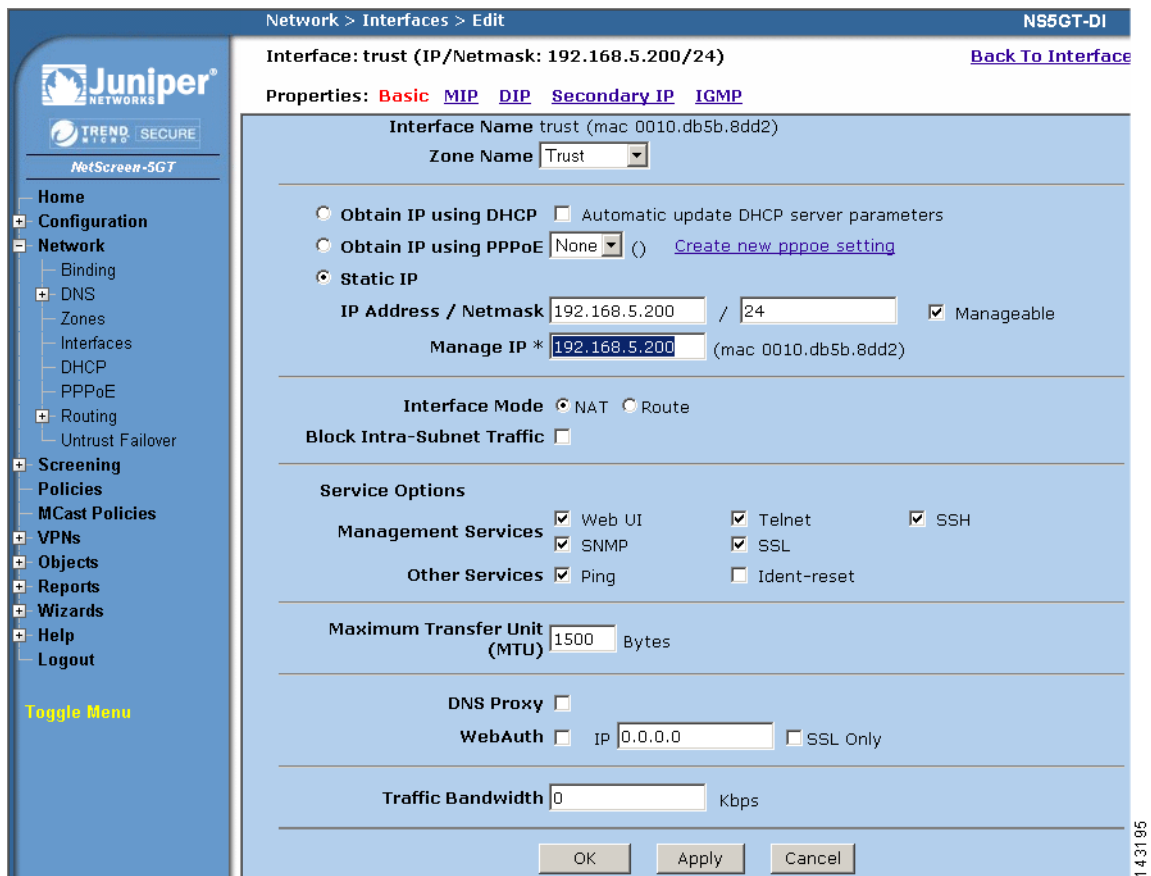 Network > Interfaces > Edit
NS5GT-DI
Juniper®
NETWORKS
TREND MICRO SECURE
NetScreen-5GT
Home
Configuration
Network
Binding
DNS
Zones
Interfaces
DHCP
PPPoE
Routing
Untrust Failover
Screening
Policies
MCast Policies
VPNs
Objects
Reports
Wizards
Help
Logout
Toggle Menu
Interface: trust (IP/Netmask: 192.168.5.200/24)
Back To Interface
Properties: Basic MIP DIP Secondary IP IGMP
Interface Name trust (mac 0010.db5b.8dd2)
Zone Name Trust
Obtain IP using DHCP Automatic update DHCP server parameters
Obtain IP using PPPoE None () Create new pppoe setting
Static IP
IP Address / Netmask 192.168.5.200 / 24 Manageable
Manage IP * 192.168.5.200 (mac 0010.db5b.8dd2)
Interface Mode NAT Route
Block Intra-Subnet Traffic
Service Options
Management Services Web UI Telnet SSH
SNMP SSL
Other Services Ping Ident-reset
Maximum Transfer Unit
(MTU) 1500 Bytes
DNS Proxy
WebAuth IP 0.0.0.0 SSL Only
Traffic Bandwidth 0 Kbps
OK Apply Cancel
143195